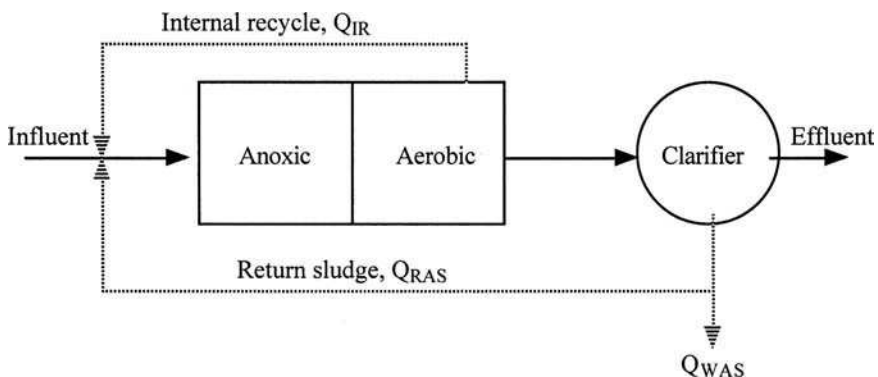 Internal recycle, QIR
Influent
Anoxic
Aerobic
Clarifier
Effluent
Return sludge, QRAS
QWAS